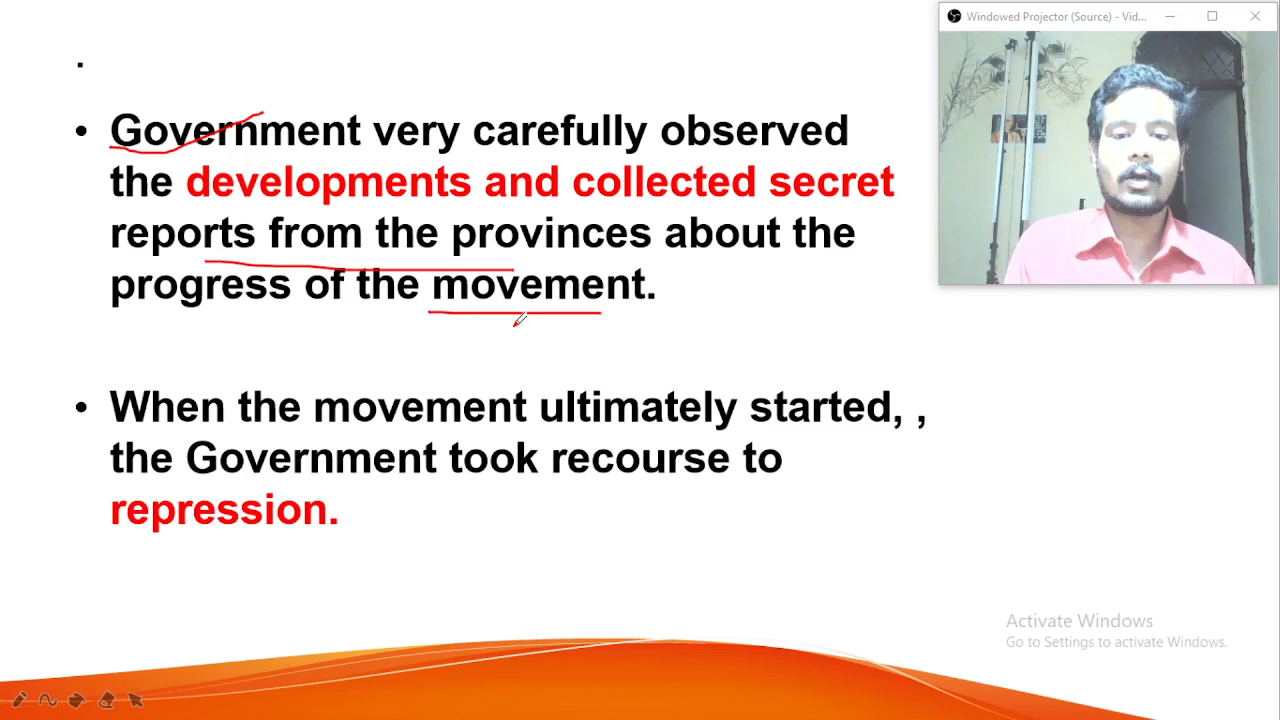 Windowed Projector (Source) - Vid...
.
• Government very carefully observed
the developments and collected secret
reports from the provinces about the
progress of the movement.
• When the movement ultimately started, ,
the Government took recourse to
repression.
Activate Windows
Go to Settings to activate Windows.